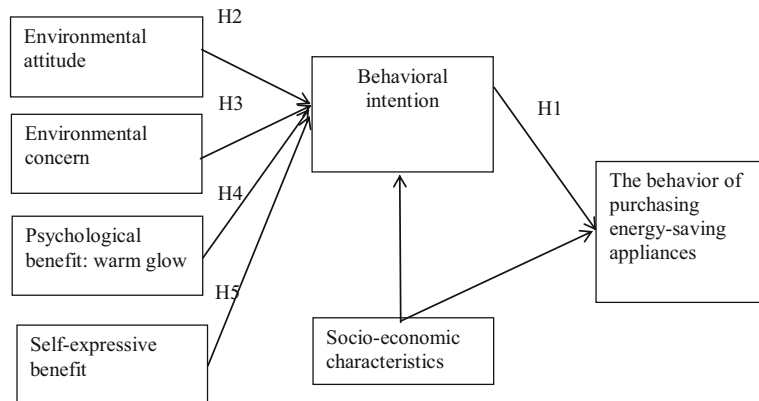 H2
Environmental
attitude
Behavioral
intention
H3
H1
Environmental
concern
The behavior of
purchasing
energy-saving
appliances
H4
Psychological
benefit: warm glow
H5
Self-expressive
benefit
Socio-economic
characteristics